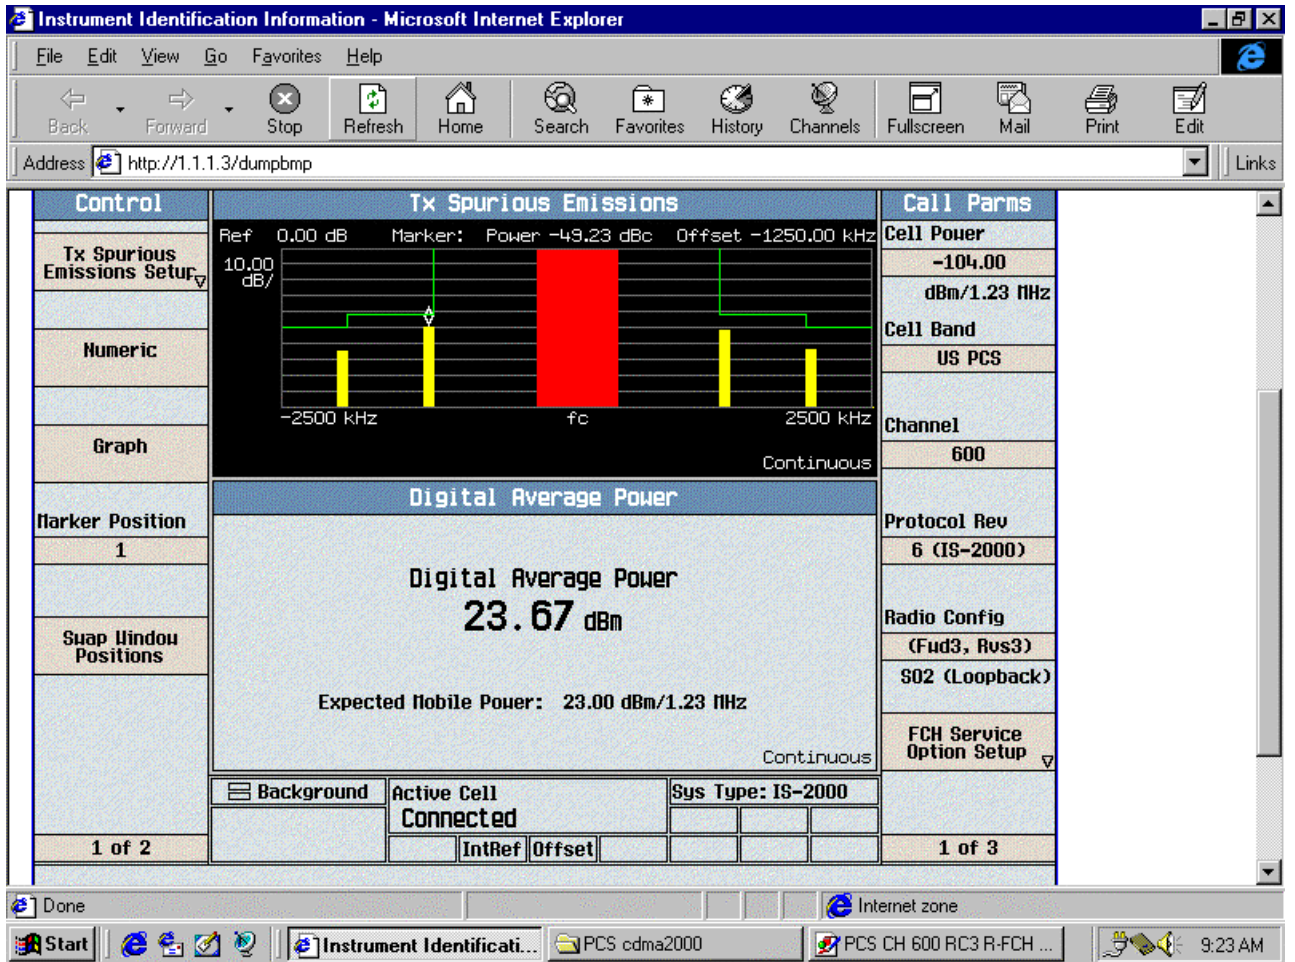 Instrument Identification Information - Microsoft Internet Explorer
File Edit View Go Favorites Help
Back Forward Stop Refresh Home Search Favorites History Channels Fullscreen Mail Print Edit
Address http://1.1.1.3/dumpbmp Links
Control
Tx Spurious
Emissions Setup
Numeric
Graph
Marker Position
1
Swap Window
Positions
1 of 2
Tx Spurious Emissions
Ref 0.00 dB Marker: Power -49.23 dBc Offset -1250.00 kHz
10.00
dB/
-2500 kHz fc 2500 kHz
Continuous
Digital Average Power
Digital Average Power
23.67 dBm
Expected Mobile Power: 23.00 dBm/1.23 MHz
Continuous
Background
Active Cell
Connected
Sys Type: IS-2000
IntRef Offset
Call Parms
Cell Power
-104.00
dBm/1.23 MHz
Cell Band
US PCS
Channel
600
Protocol Rev
6 (IS-2000)
Radio Config
(Fwd3, Rvs3)
SO2 (Loopback)
FCH Service
Option Setup
1 of 3
Done Internet zone
Start Instrument Identificati... PCS cdma2000 PCS CH 600 RC3 R-FCH ... 9:23 AM